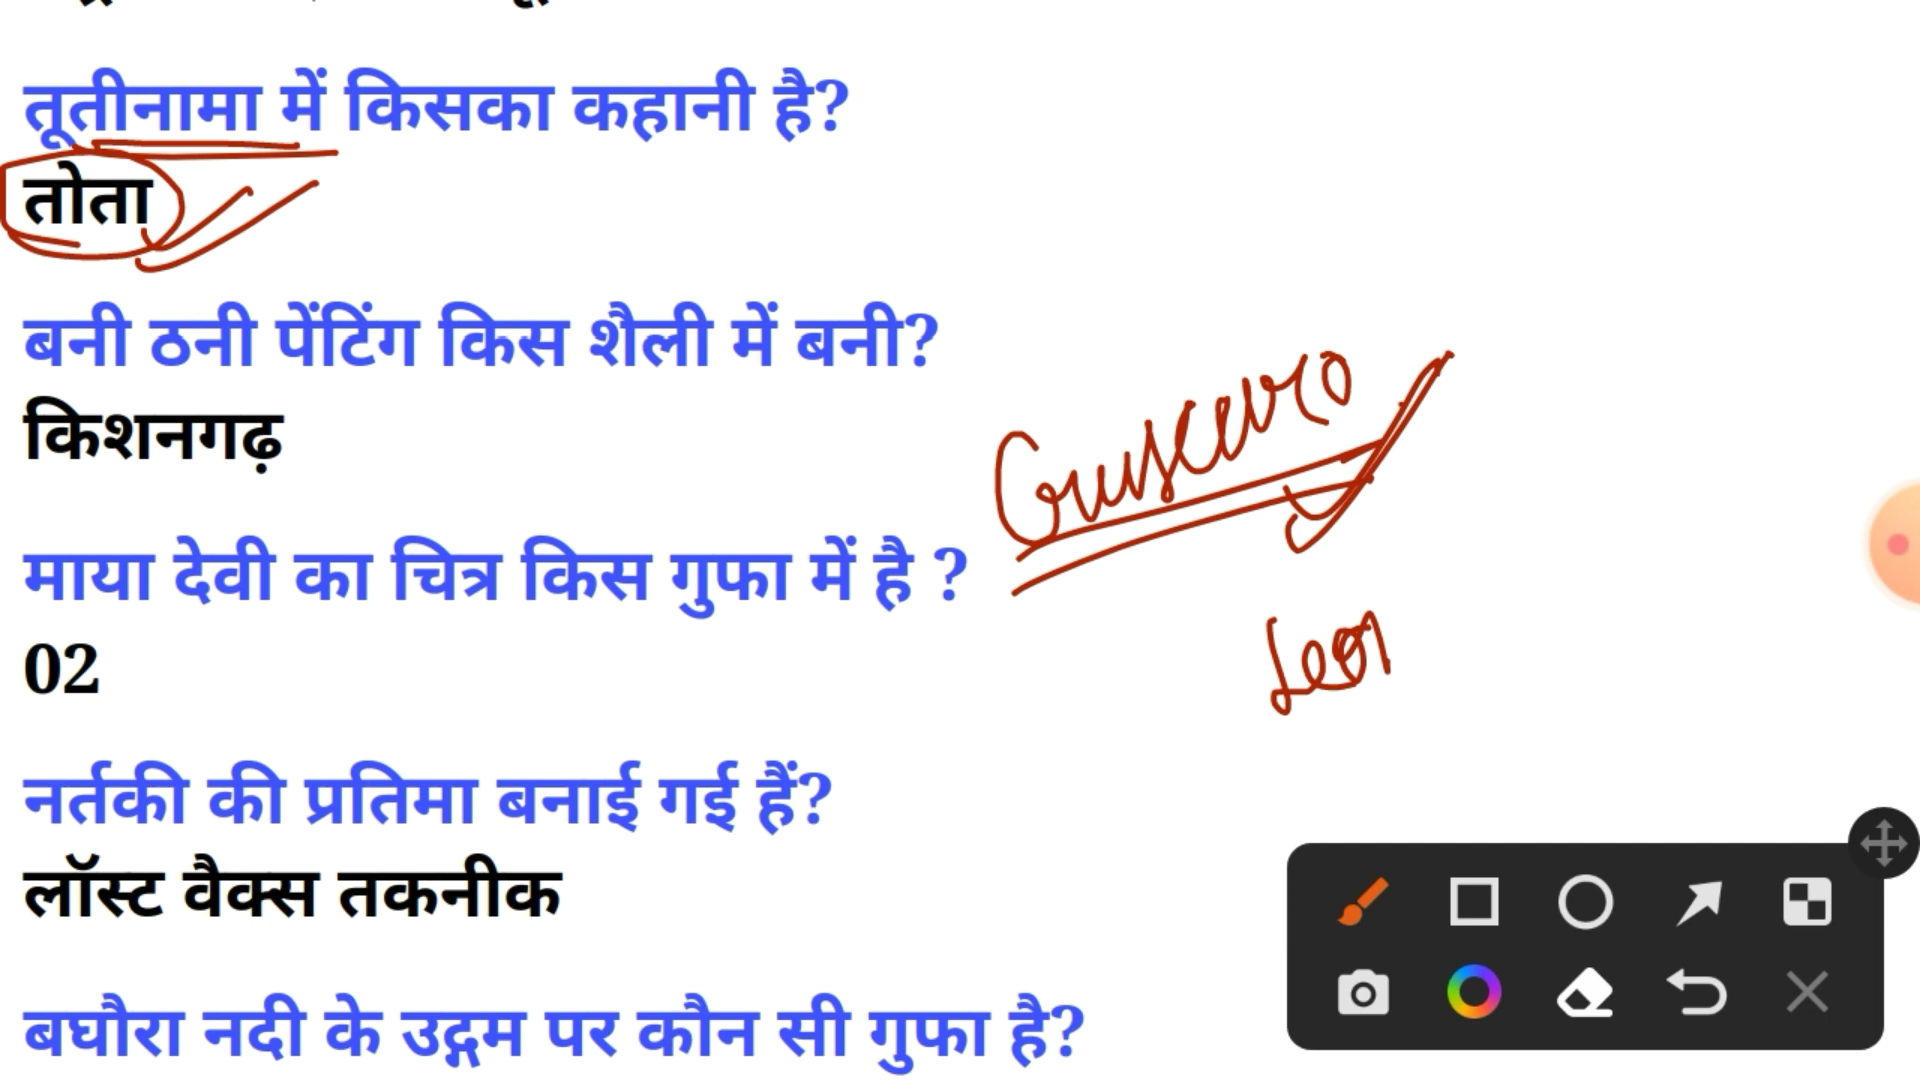 तूतीनामा में किसका कहानी है?
तोता
बनी ठनी पेंटिंग किस शैली में बनी?
किशनगढ़
माया देवी का चित्र किस गुफा में है ?
02
नर्तकी की प्रतिमा बनाई गई हैं?
लॉस्ट वैक्स तकनीक
बघौरा नदी के उद्गम पर कौन सी गुफा है?